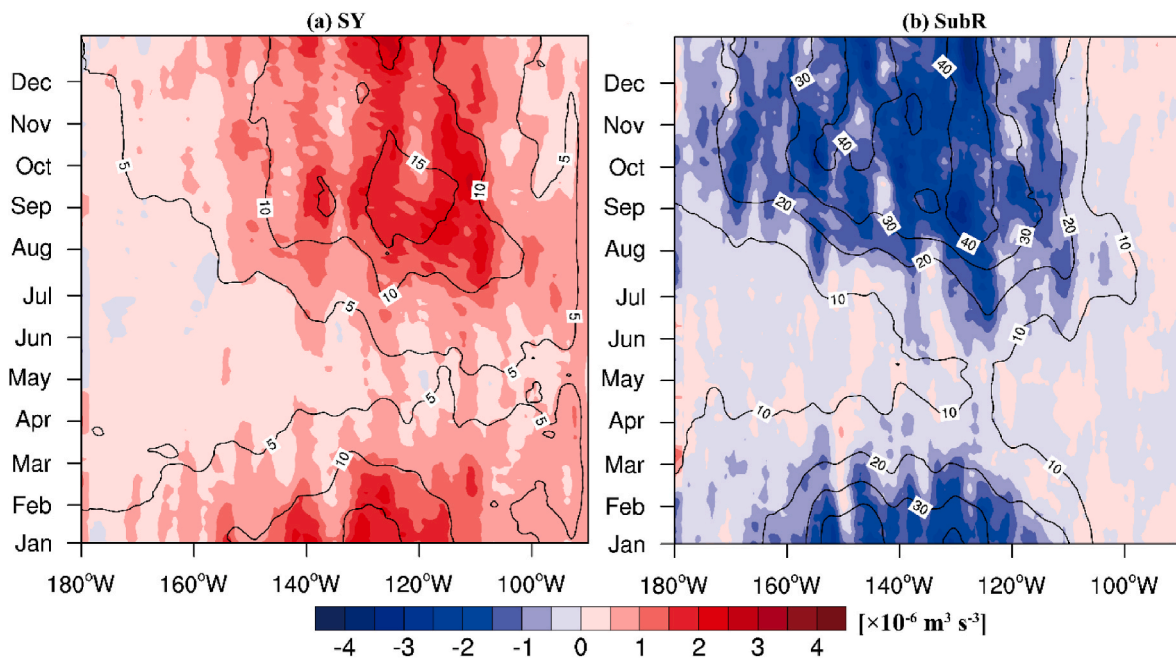 (a) SY
(b) SubR
Dec
Nov
Oct
Sep
Aug
Jul
Jun
May
Apr
Mar
Feb
Jan
5
5
15
10
10
10
5
5
5
5
5
10
180°W
160°W
140°W
120°W
100°W
Dec
Nov
Oct
Sep
Aug
Jul
Jun
May
Apr
Mar
Feb
Jan
30
40
40
20
30
40
30
20
10
20
10
10
10
10
20
10
30
180°W
160°W
140°W
120°W
100°W
-4 -3 -2 -1 0 1 2 3 4
[×10⁻⁶ m³ s⁻³]